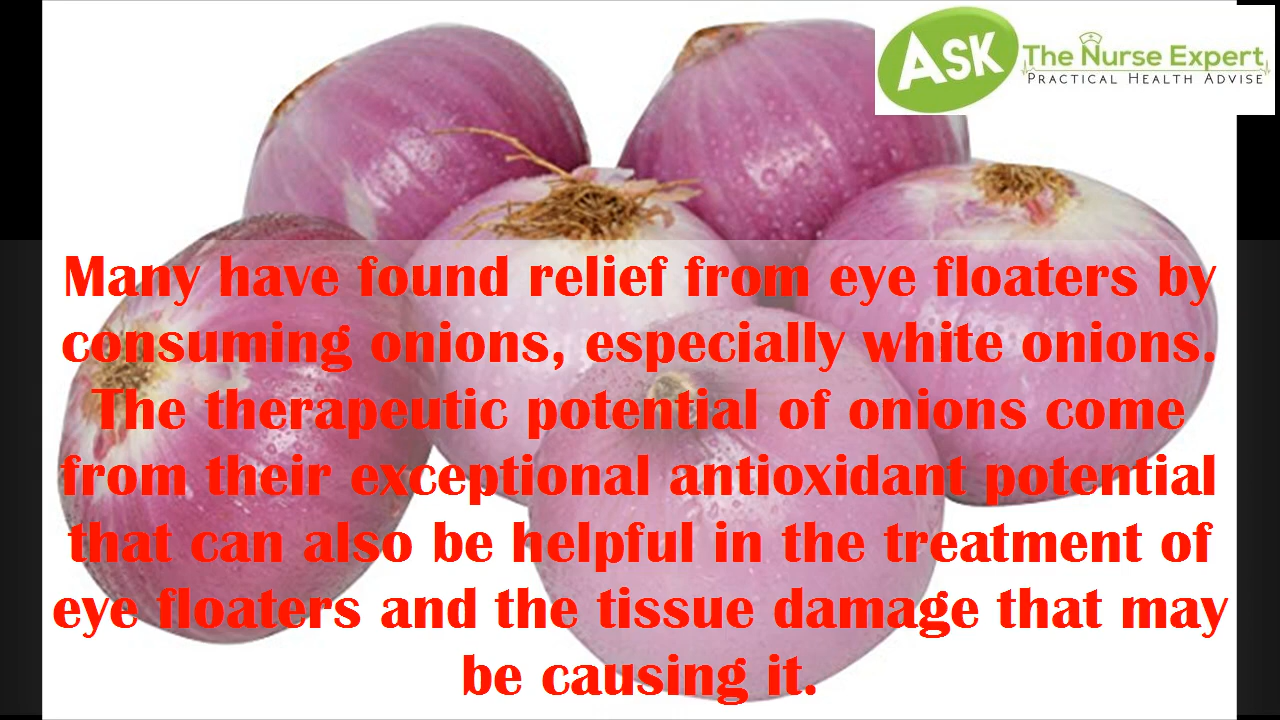 ASK The Nurse Expert
PRACTICAL HEALTH ADVISE
Many have found relief from eye floaters by
consuming onions, especially white onions.
The therapeutic potential of onions come
from their exceptional antioxidant potential
that can also be helpful in the treatment of
eye floaters and the tissue damage that may
be causing it.